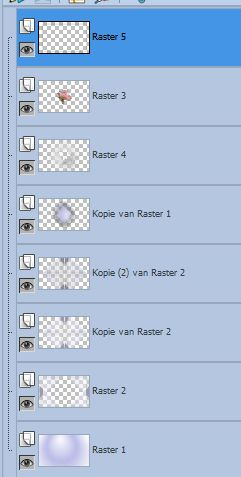 Raster 5
Raster 3
Raster 4
Kopie van Raster 1
Kopie (2) van Raster 2
Kopie van Raster 2
Raster 2
Raster 1